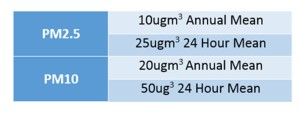 PM2.5
10ugm³ Annual Mean
25ugm³ 24 Hour Mean
PM10
20ugm³ Annual Mean
50ug³ 24 Hour Mean